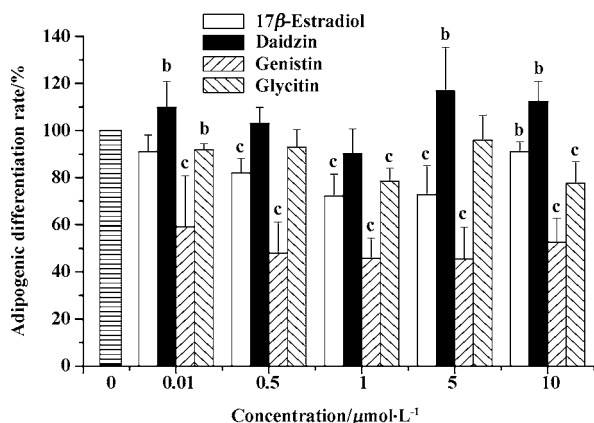 17β-Estradiol
Daidzin
Genistin
Glycitin
Adipogenic differentiation rate/%
140
120
100
80
60
40
20
0
b
c
b
c
c
c
c
c
b
c
c
b
b
c
c
0
0.01
0.5
1
5
10
Concentration/μmol·L⁻¹